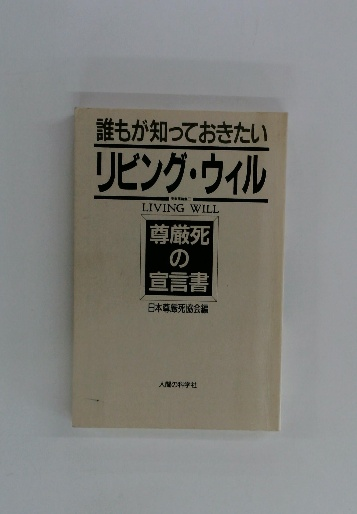 誰もが知っておきたい
リビング・ウィル
LIVING WILL
尊厳死
の
宣言書
日本尊厳死協会編
人間の科学社